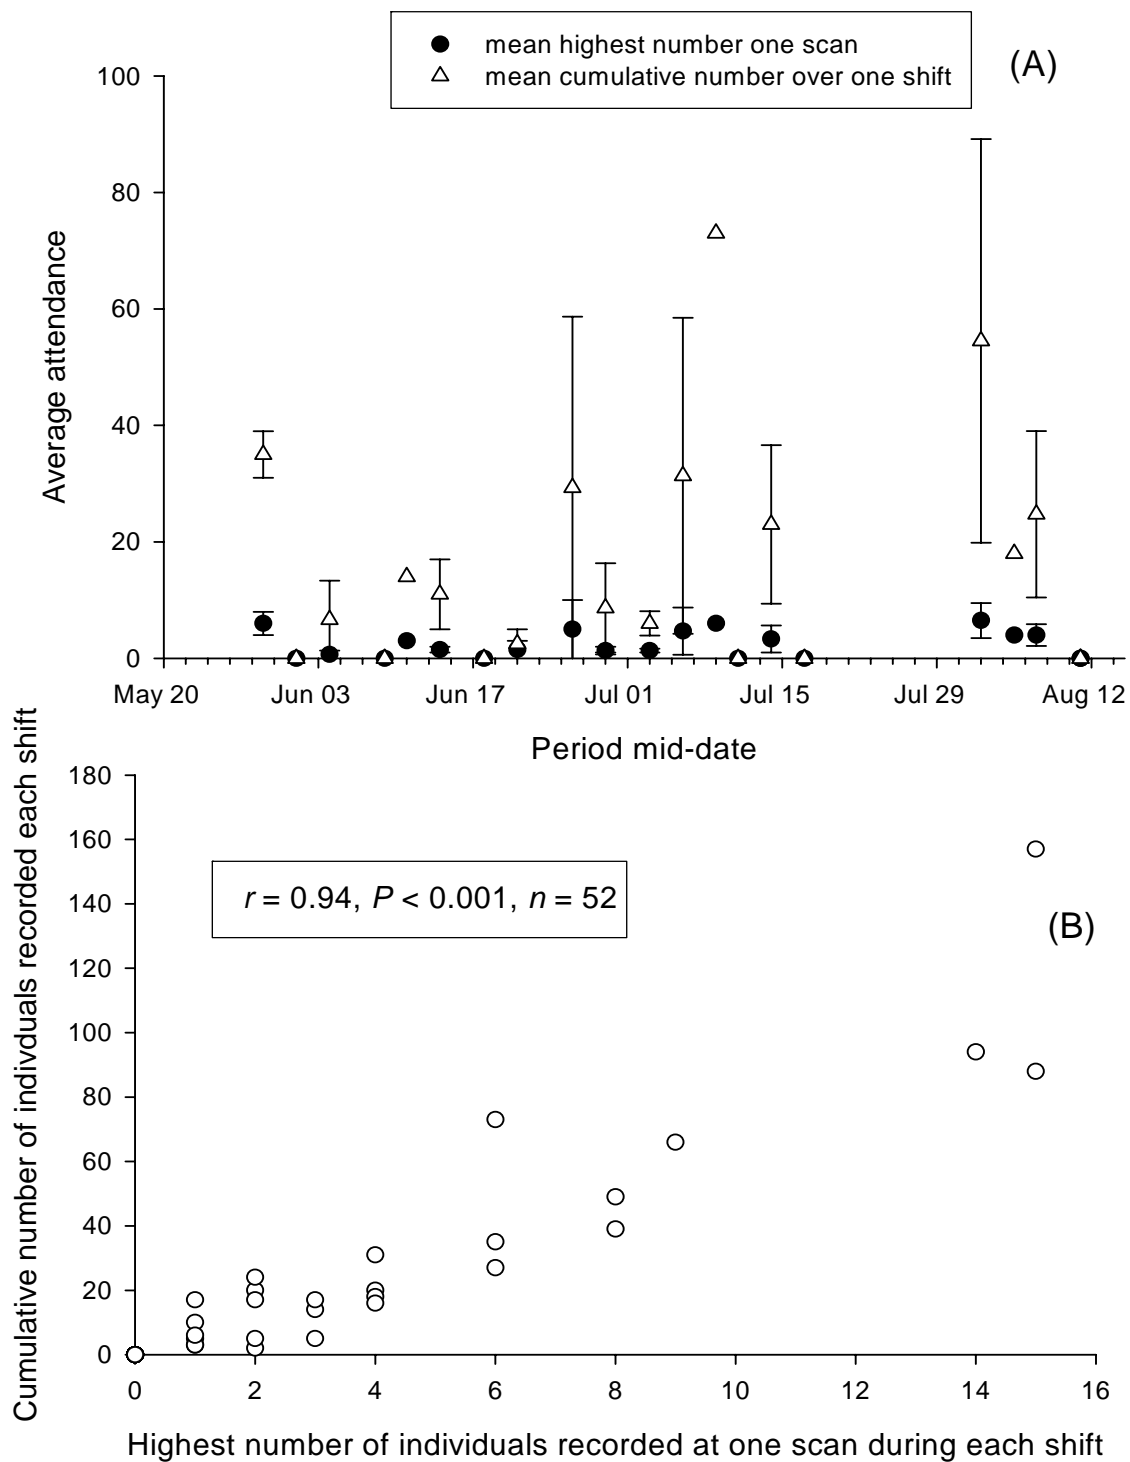 mean highest number one scan
mean cumulative number over one shift
(A)
100
80
60
40
20
0
Average attendance
May 20 Jun 03 Jun 17 Jul 01 Jul 15 Jul 29 Aug 12
Period mid-date
180
160
140
120
100
80
60
40
20
0
Cumulative number of indivduals recorded each shift
r = 0.94, P < 0.001, n = 52
(B)
0 2 4 6 8 10 12 14 16
Highest number of individuals recorded at one scan during each shift